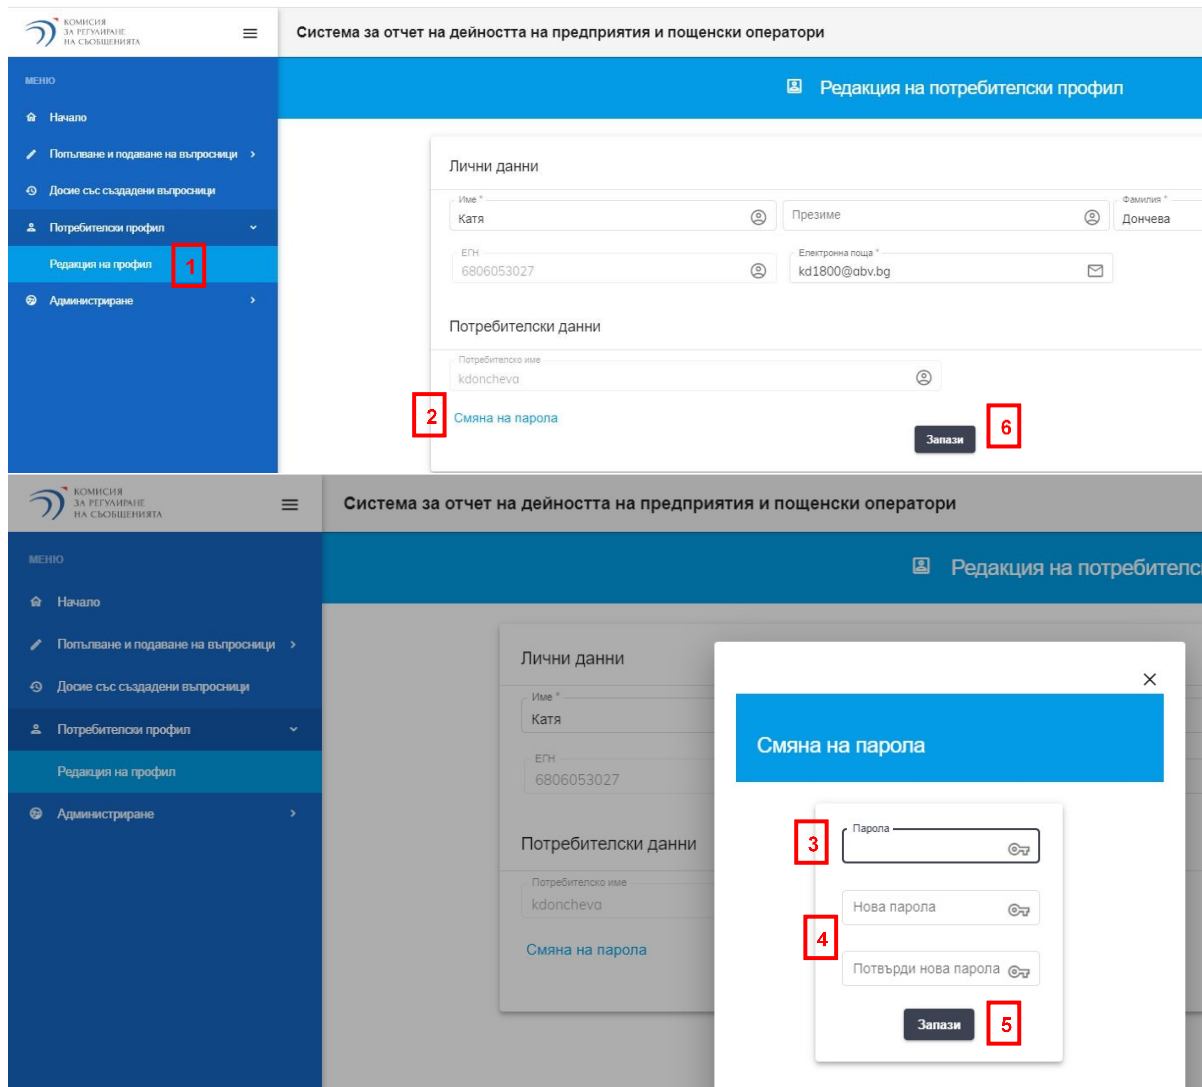 КОМИСИЯ
ЗА РЕГУЛИРАНЕ
НА СЪОБЩЕНИЯТА
Система за отчет на дейността на предприятия и пощенски оператори
МЕНЮ
Редакция на потребителски профил
Начало
Попълване и подаване на въпросници
Досие със създадени въпросници
Потребителски профил
Редакция на профил
1
Администриране
Лични данни
Име *
Катя
Презиме
Фамилия *
Дончева
ЕГН
6806053027
Електронна поща *
kd1800@abv.bg
Потребителски данни
Потребителско име
kdoncheva
2
Смяна на парола
Запази
6
КОМИСИЯ
ЗА РЕГУЛИРАНЕ
НА СЪОБЩЕНИЯТА
Система за отчет на дейността на предприятия и пощенски оператори
МЕНЮ
Редакция на потребителс
Начало
Попълване и подаване на въпросници
Досие със създадени въпросници
Потребителски профил
Редакция на профил
Администриране
Лични данни
Име *
Катя
ЕГН
6806053027
Потребителски данни
Потребителско име
kdoncheva
Смяна на парола
Смяна на парола
3
Парола
Нова парола
4
Потвърди нова парола
Запази
5